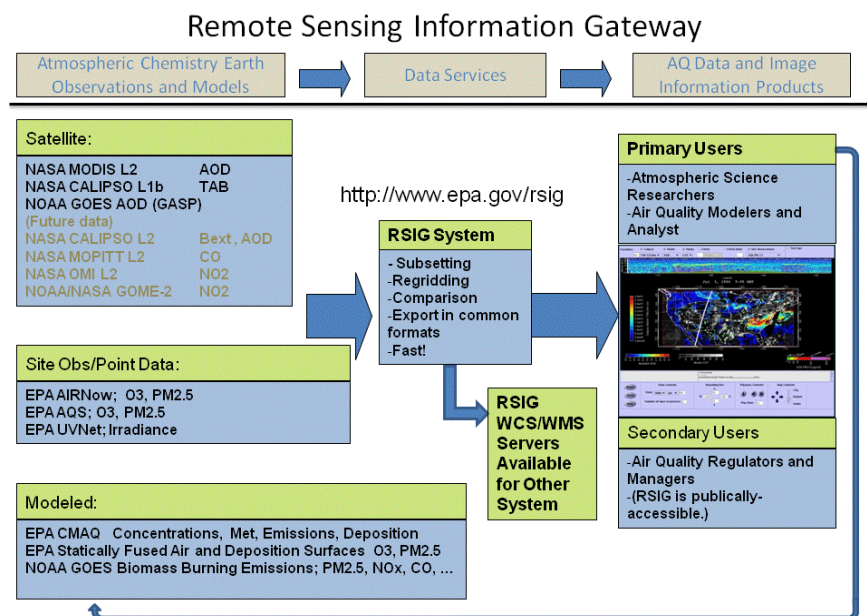 Remote Sensing Information Gateway
Atmospheric Chemistry Earth
Observations and Models
Data Services
AQ Data and Image
Information Products
Satellite:
NASA MODIS L2 AOD
NASA CALIPSO L1b TAB
NOAA GOES AOD (GASP)
(Future data)
NASA CALIPSO L2 Bext, AOD
NASA MOPITT L2 CO
NASA OMI L2 NO2
NOAA/NASA GOME-2 NO2
Site Obs/Point Data:
EPA AIRNow; O3, PM2.5
EPA AQS; O3, PM2.5
EPA UVNet; Irradiance
Modeled:
EPA CMAQ Concentrations, Met, Emissions, Deposition
EPA Statically Fused Air and Deposition Surfaces O3, PM2.5
NOAA GOES Biomass Burning Emissions; PM2.5, NOx, CO, ...
http://www.epa.gov/rsig
RSIG System
- Subsetting
-Regridding
-Comparison
-Export in common
formats
-Fast!
RSIG
WCS/WMS
Servers
Available
for Other
System
Primary Users
-Atmospheric Science
Researchers
-Air Quality Modelers and
Analyst
Secondary Users
-Air Quality Regulators and
Managers
-(RSIG is publically-
accessible.)